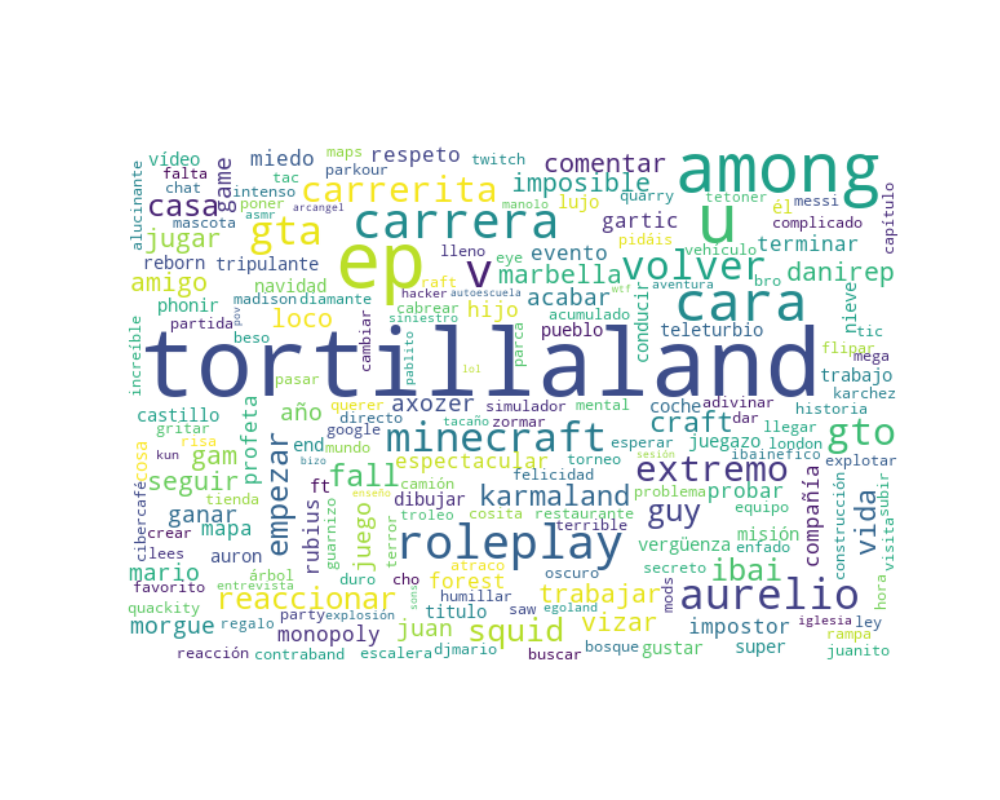 vídeo miedo maps respeto twitch comentar among
falta game parkour
alucinante chat tac intenso carrerita imposible quarry tetoner messi capítulo
mascota casa poner asmr arcangel manolo lujo él
jugar gta carrera gartic u complicado
pidáis vehículo terminar
reborn tripulante ep lleno v eye evento volver danirep
amigo navidad raft marbella bro nieve
phonir madison diamante hacker autoescuela acabar wtf aventura cara
cabrear hijo acumulado conducir
partida loco siniestro pueblo teleturbio tic
increíble beso pov cambiar pablito parca flipar mega
pasar tortillaland lol trabajo
karchez
castillo año querer axozer simulador mental coche adivinar historia
gritar profeta directo tacaño zormar craft dar llegar gto
cosa risa google minecraft esperar juegazo london
kun gam empezar end mundo espectacular torneo sesión ibainefico
seguir bizo fall felicidad extremo explotar
cibercafé tienda ft camión enseño karmaland problema probar compañía subir
ganar dibujar cosita restaurante guy equipo construcción vida visita
crear mapa rubius guarnizo juego troleo terrible misión
lees auron terror roleplay vergüenza enfado
mario árbol atraco secreto ibai
favorito entrevista duro cho forest oscuro trabajar mods hora
quackity reaccionar sons humillar aurelio
regalo party explosión titulo saw egoland iglesia ley
morgue monopoly juan squid vizar impostor rampa
reacción contraband escalera djmario buscar bosque gustar super juanito